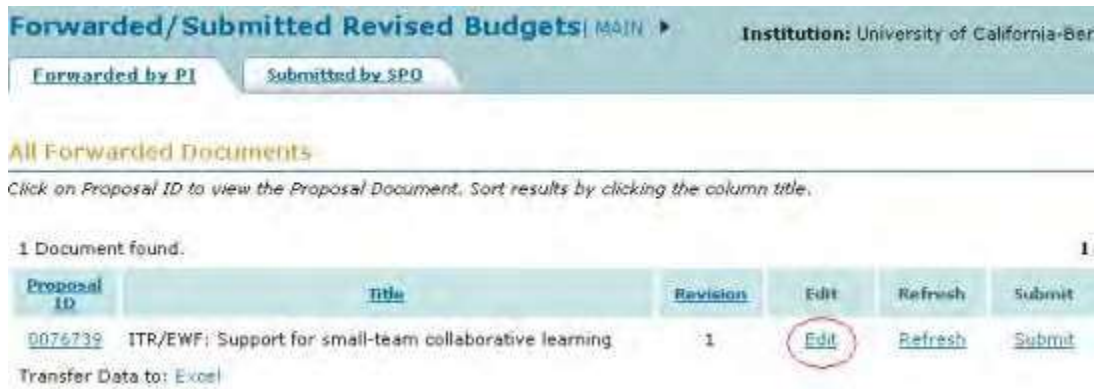 Forwarded/Submitted Revised Budgets| MAIN Institution: University of California-Ber
Forwarded by PI Submitted by SPO
All Forwarded Documents
Click on Proposal ID to view the Proposal Document. Sort results by clicking the column title.
1 Document found. 1
Proposal ID Title Revision Edit Refresh Submit
0076739 ITR/EWF: Support for small-team collaborative learning 1 Edit Refresh Submit
Transfer Data to: Excel